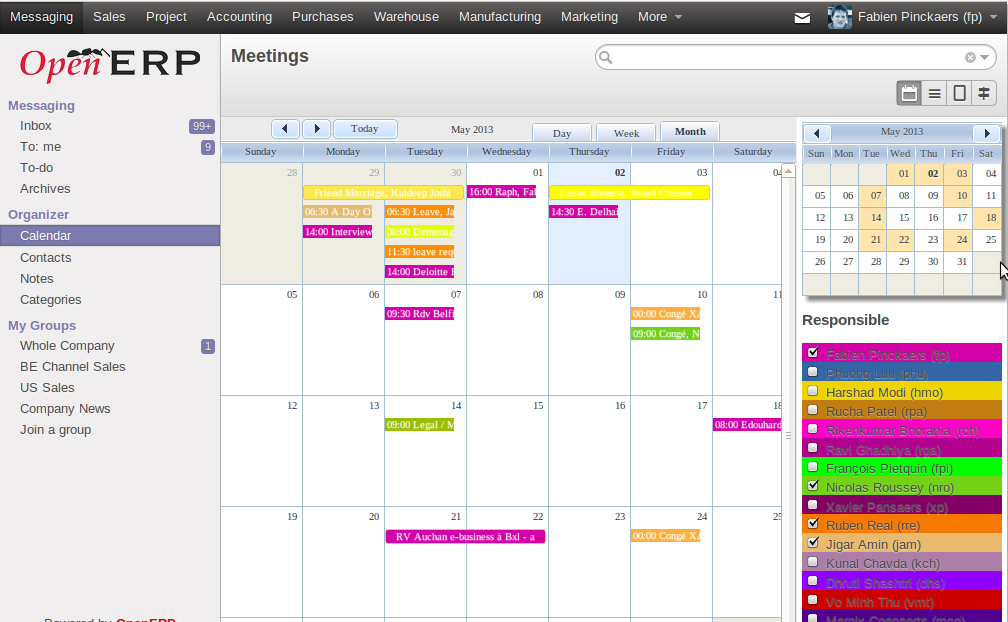 Messaging Sales Project Accounting Purchases Warehouse Manufacturing Marketing More Fabien Pinckaers (fp)
OpenERP
Meetings
Messaging
Inbox 99+
To: me 9
To-do
Archives
Organizer
Calendar
Contacts
Notes
Categories
My Groups
Whole Company 1
BE Channel Sales
US Sales
Company News
Join a group
Powered by OpenERP
Today May 2013 Day Week Month
Sunday Monday Tuesday Wednesday Thursday Friday Saturday
28 29 30 01 02 03 04
Friend Marriage, Kuldeep Joshi 16:00 Raph, Fab Leave Request, Anael Closson
06:30 A Day O 06:30 Leave, Ja 14:30 E. Delhai
14:00 Interview 08:00 Demenag
11:30 leave req
14:00 Deloitte
05 06 07 08 09 10 11
09:30 Rdv Belfi 00:00 Congé X
09:00 Congé, N
12 13 14 15 16 17 18
09:00 Legal / M 08:00 Edouhard
19 20 21 22 23 24 25
RV Auchan e-business à Bxl - a 00:00 Congé X
May 2013
Sun Mon Tue Wed Thu Fri Sat
01 02 03 04
05 06 07 08 09 10 11
12 13 14 15 16 17 18
19 20 21 22 23 24 25
26 27 28 29 30 31
Responsible
Fabien Pinckaers (fp)
Phuong Luu (phu)
Harshad Modi (hmo)
Rucha Patel (rpa)
Rikenkumar Bhorania (rch)
Ravi Ghadhiya (rga)
François Pietquin (fpi)
Nicolas Roussey (nro)
Xavier Pansaers (xp)
Ruben Real (rre)
Jigar Amin (jam)
Kunal Chavda (kch)
Dhruti Shashtri (dhs)
Vo Minh Thu (vmt)